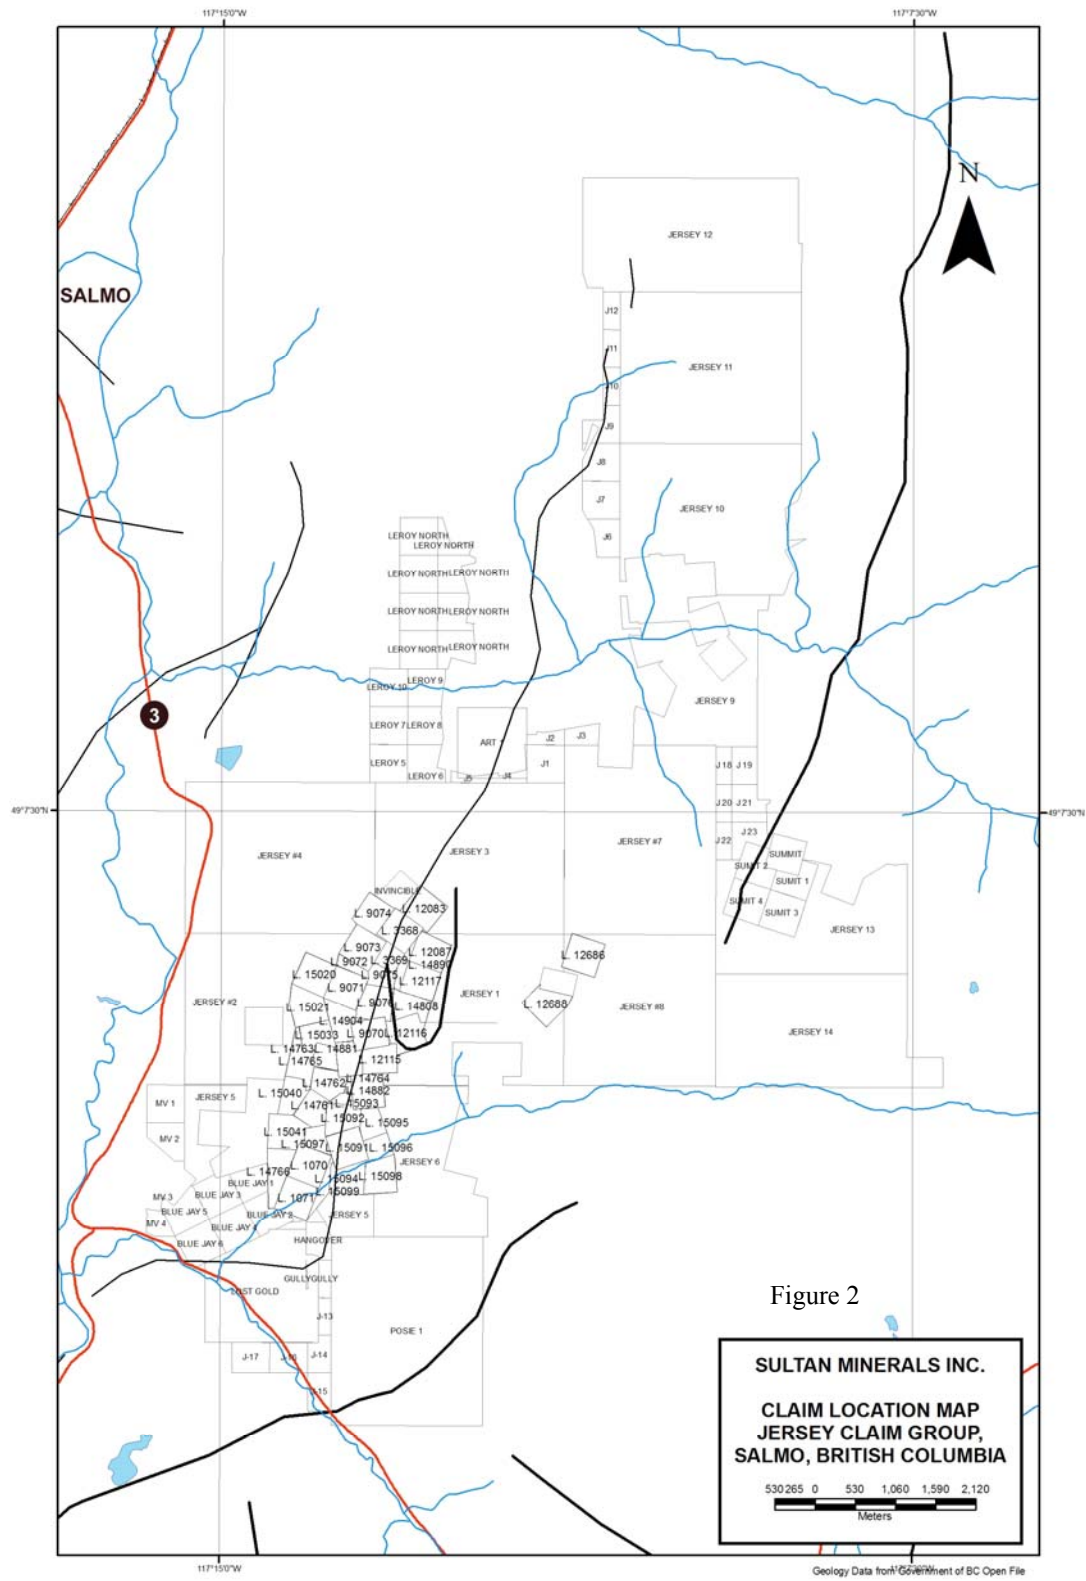 117°15'0"W
117°7'30"W
N
JERSEY 12
SALMO
J12
J11
JERSEY 11
J10
J9
J8
J7
JERSEY 10
J6
LEROY NORTH
LEROY NORTH
LEROY NORTH
LEROY NORTH
LEROY NORTH
LEROY NORTH
LEROY NORTH
LEROY NORTH
LEROY 9
LEROY 10
JERSEY 9
3
LEROY 7
LEROY 8
J2
J3
ART 1
LEROY 5
J1
J18
J19
LEROY 6
J5
J4
J20
J21
49°7'30"N
49°7'30"N
J23
J22
JERSEY #4
JERSEY 3
JERSEY #7
SUMMIT
SUMIT 2
SUMIT 1
INVINCIBLE
SUMIT 4
SUMIT 3
L. 9074
L. 12083
L. 3368
JERSEY 13
L. 9073
L. 12087
L. 12686
L. 9072
L. 3369
L. 14890
L. 15020
L. 9075
L. 12117
L. 9071
JERSEY 1
JERSEY #2
L. 15021
L. 9076
L. 14808
L. 12688
JERSEY #8
L. 14904
L. 15033
L. 9070
L. 12116
JERSEY 14
L. 14763
L. 14881
L. 14765
L. 12115
L. 14762
L. 14764
L. 15040
L. 14882
JERSEY 5
MV 1
L. 14761
L. 15093
L. 15092
L. 15095
L. 15041
MV 2
L. 15097
L. 15091
L. 15096
L. 1070
JERSEY 6
L. 14766
L. 15094
L. 15098
BLUE JAY 1
L. 15099
MV 3
BLUE JAY 3
L. 1071
BLUE JAY 5
BLUE JAY 2
JERSEY 5
MV 4
BLUE JAY 4
BLUE JAY 6
HANGOVER
GULLYGULLY
LOST GOLD
Figure 2
J-13
POSIE 1
J-17
J-16
J-14
J-15
SULTAN MINERALS INC.
CLAIM LOCATION MAP
JERSEY CLAIM GROUP,
SALMO, BRITISH COLUMBIA
530 265 0 530 1,060 1,590 2,120
Meters
117°15'0"W
117°7'30"W
Geology Data from Government of BC Open File